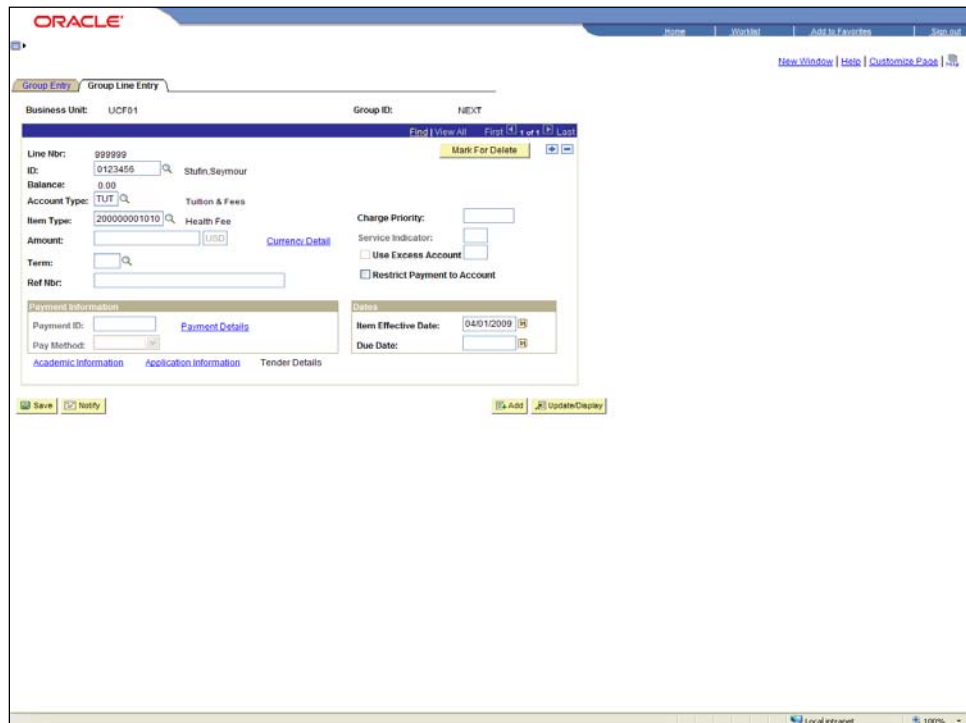 ORACLE'
Home Worklist Add to Favorites Sign out
New Window | Help | Customize Page |
Group Entry Group Line Entry
Business Unit: UCF01 Group ID: NEXT
Find | View All First 1 of 1 Last
Line Nbr: 999999 Mark For Delete
ID: 0123456 Stufin,Seymour
Balance: 0.00
Account Type: TUT Tuition & Fees
Item Type: 200000001010 Health Fee Charge Priority:
Amount: USD Currency Detail Service Indicator:
Use Excess Account
Term:
Restrict Payment to Account
Ref Nbr:
Payment Information Dates
Payment ID: Payment Details Item Effective Date: 04/01/2009
Pay Method: Due Date:
Academic Information Application Information Tender Details
Save Notify Add Update/Display
Local intranet 100%